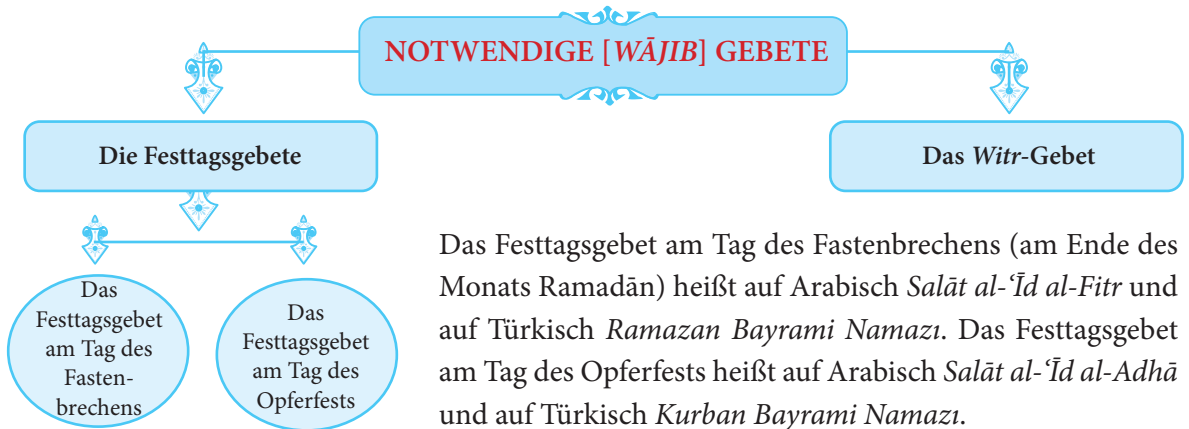 NOTWENDIGE [WĀJIB] GEBETE
Die Festtagsgebete
Das Witr-Gebet
Das
Festtagsgebet
am Tag des
Fasten-
brechens
Das
Festtagsgebet
am Tag des
Opferfests
Das Festtagsgebet am Tag des Fastenbrechens (am Ende des
Monats Ramadān) heißt auf Arabisch Salāt al-ʿĪd al-Fitr und
auf Türkisch Ramazan Bayrami Namazı. Das Festtagsgebet
am Tag des Opferfests heißt auf Arabisch Salāt al-ʿĪd al-Adhā
und auf Türkisch Kurban Bayrami Namazı.